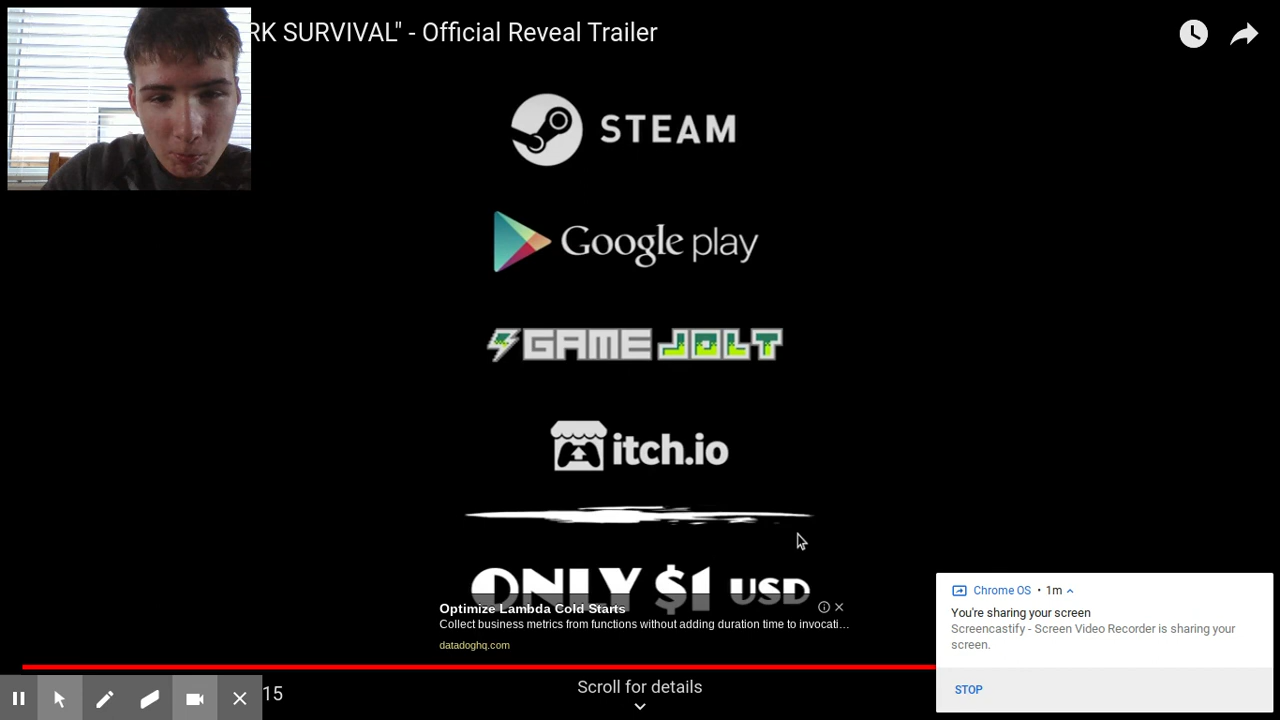 RK SURVIVAL" - Official Reveal Trailer
STEAM
Google play
GAME JOLT
itch.io
ONLY $1 USD
Optimize Lambda Cold Starts
Collect business metrics from functions without adding duration time to invocati…
datadoghq.com
Chrome OS • 1m
You're sharing your screen
Screencastify - Screen Video Recorder is sharing your
screen.
STOP
15
Scroll for details